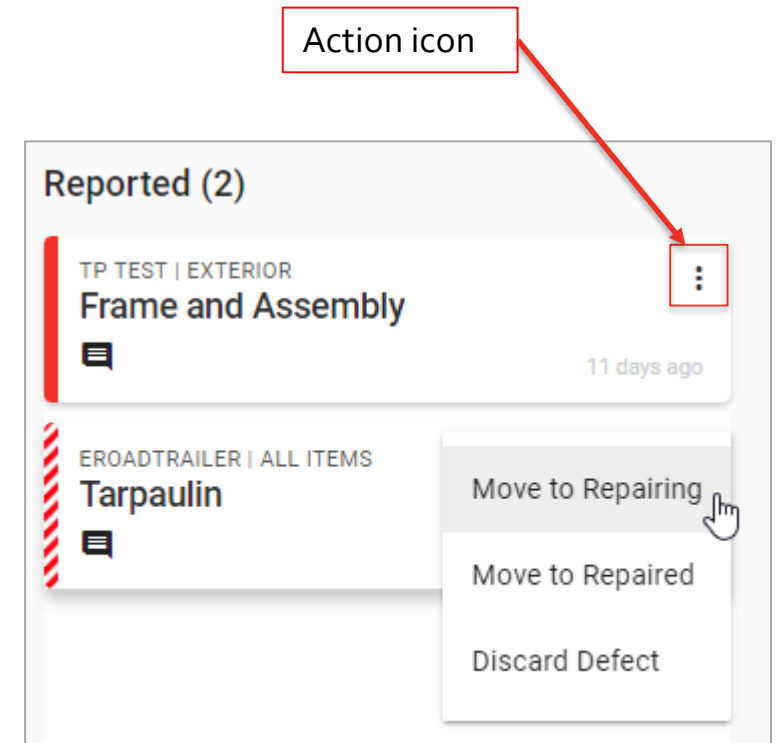 Action icon
Reported (2)
TP TEST | EXTERIOR
Frame and Assembly
11 days ago
EROADTRAILER | ALL ITEMS
Tarpaulin
Move to Repairing
Move to Repaired
Discard Defect